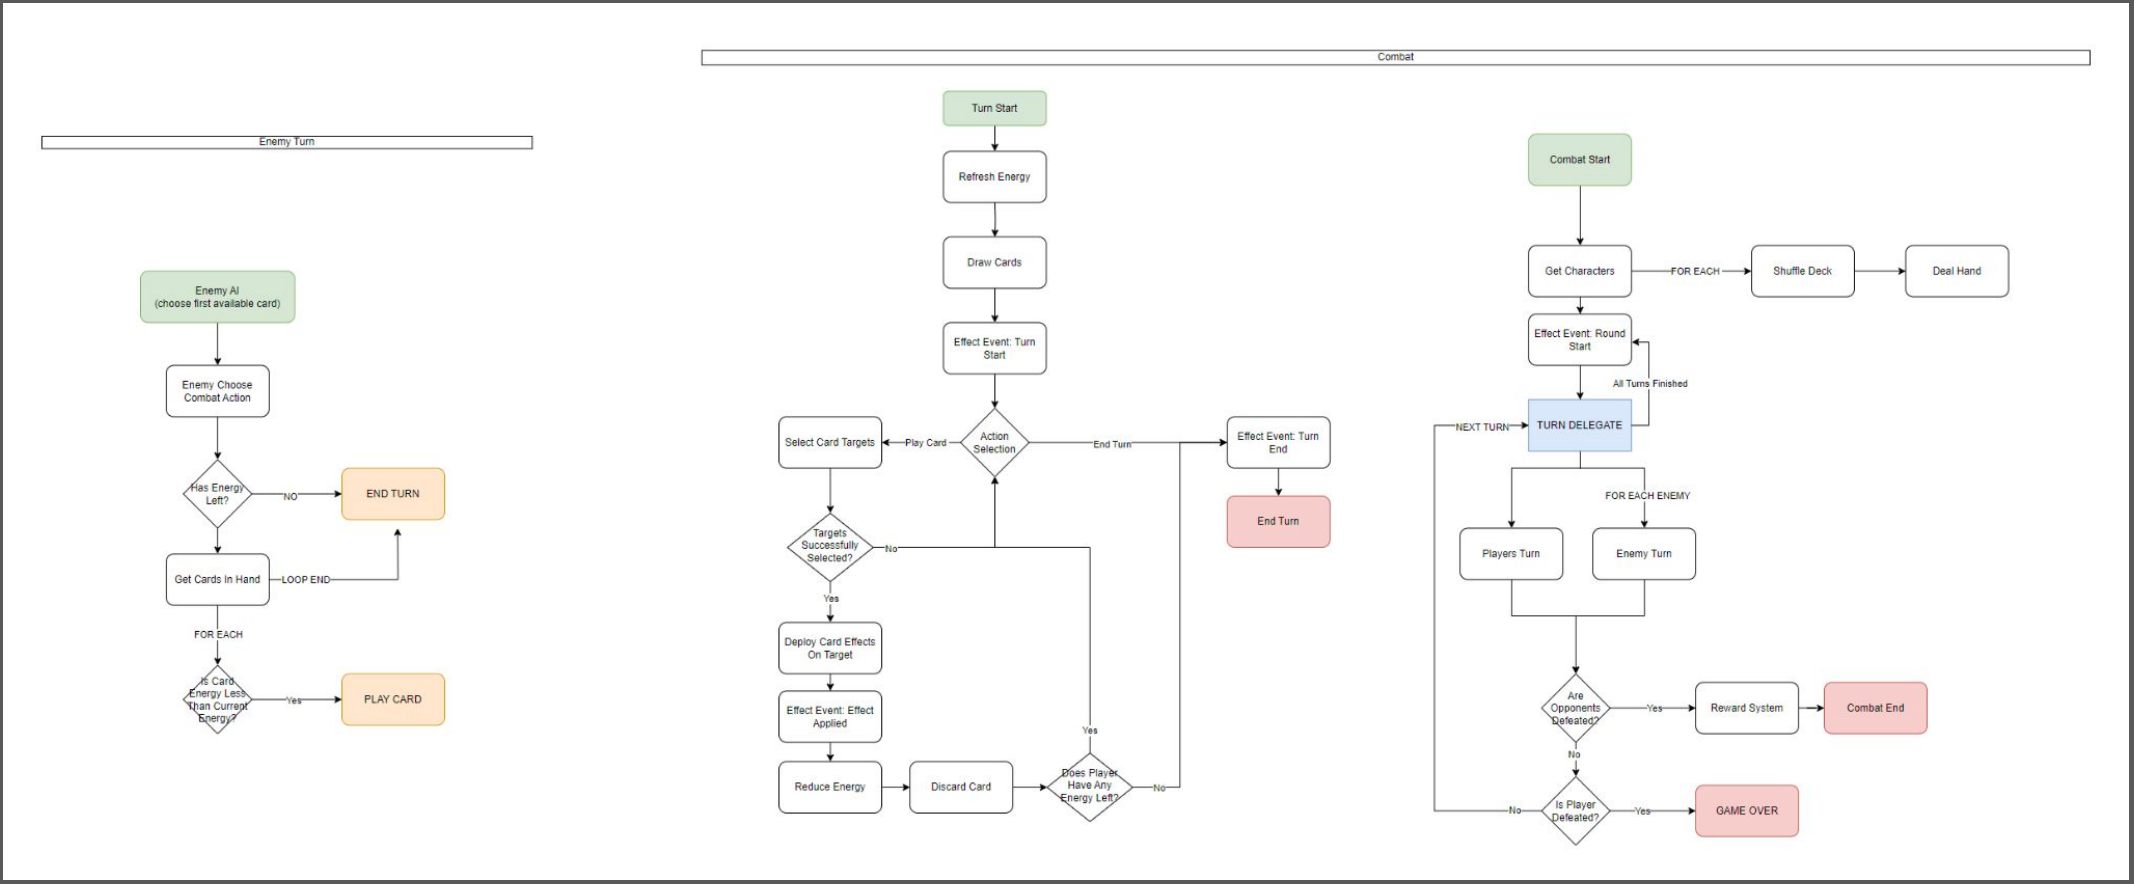 Combat
Enemy Turn
Enemy AI
(choose first available card)
Enemy Choose
Combat Action
Has Energy
Left?
NO
END TURN
Get Cards In Hand
LOOP END
FOR EACH
Is Card
Energy Less
Than Current
Energy?
Yes
PLAY CARD
Turn Start
Refresh Energy
Draw Cards
Effect Event: Turn
Start
Action
Selection
Play Card
Select Card Targets
End Turn
Effect Event: Turn
End
End Turn
Targets
Successfully
Selected?
No
Yes
Deploy Card Effects
On Target
Effect Event: Effect
Applied
Reduce Energy
Discard Card
Does Player
Have Any
Energy Left?
Yes
No
Combat Start
Get Characters
FOR EACH
Shuffle Deck
Deal Hand
Effect Event: Round
Start
All Turns Finished
NEXT TURN
TURN DELEGATE
FOR EACH ENEMY
Players Turn
Enemy Turn
Are
Opponents
Defeated?
Yes
Reward System
Combat End
No
Is Player
Defeated?
No
Yes
GAME OVER